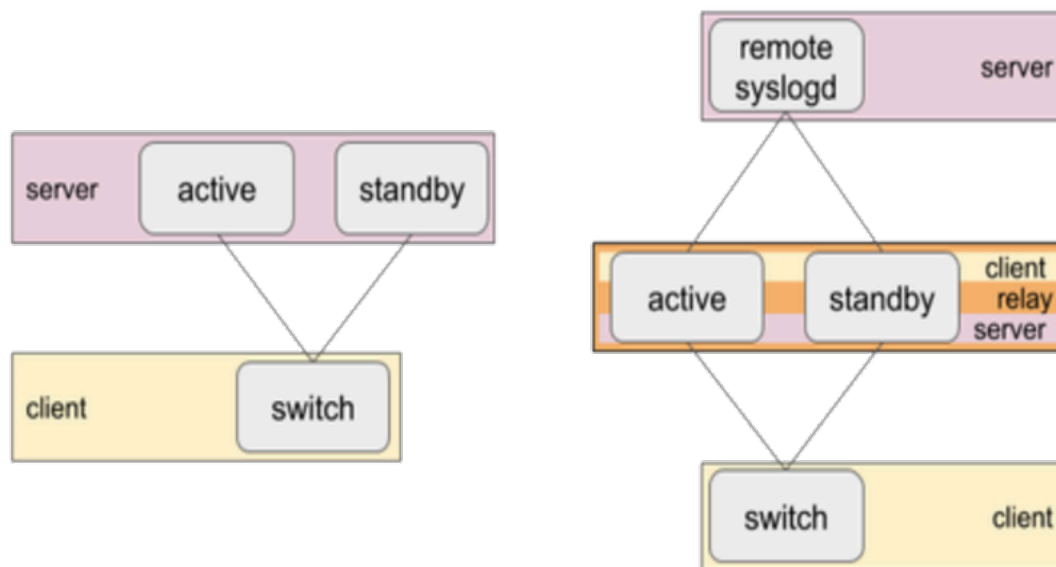 server
active
standby
client
switch
remote
syslogd
server
active
standby
client
relay
server
switch
client